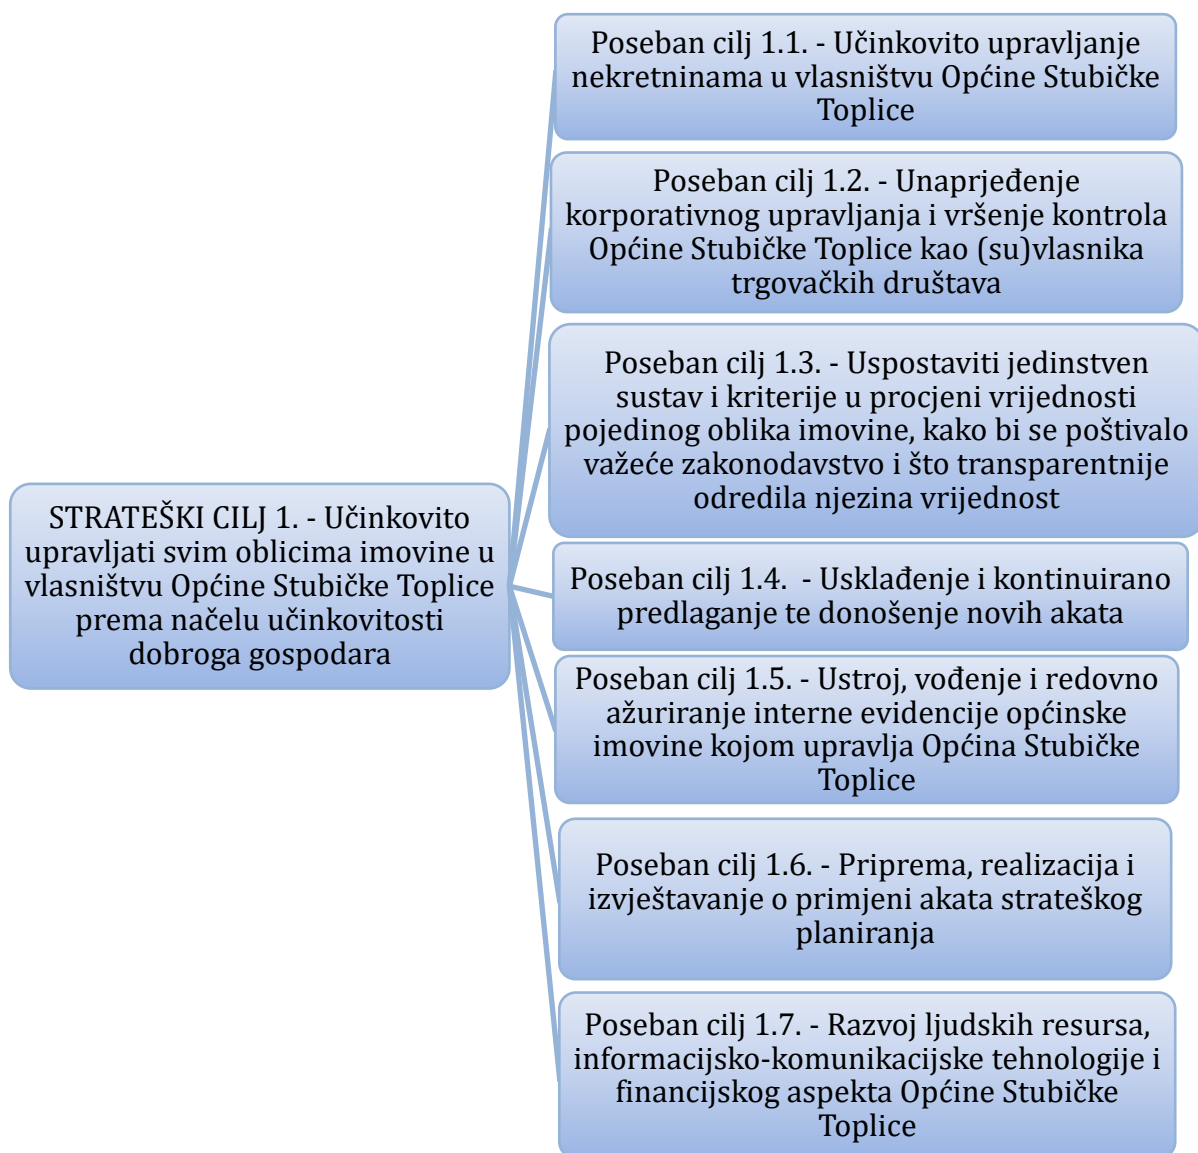 Poseban cilj 1.1. - Učinkovito upravljanje
nekretninama u vlasništvu Općine Stubičke
Toplice
Poseban cilj 1.2. - Unaprjeđenje
korporativnog upravljanja i vršenje kontrola
Općine Stubičke Toplice kao (su)vlasnika
trgovačkih društava
Poseban cilj 1.3. - Uspostaviti jedinstven
sustav i kriterije u procjeni vrijednosti
pojedinog oblika imovine, kako bi se poštivalo
važeće zakonodavstvo i što transparentnije
odredila njezina vrijednost
STRATEŠKI CILJ 1. - Učinkovito
upravljati svim oblicima imovine u
vlasništvu Općine Stubičke Toplice
prema načelu učinkovitosti
dobroga gospodara
Poseban cilj 1.4.  - Usklađenje i kontinuirano
predlaganje te donošenje novih akata
Poseban cilj 1.5. - Ustroj, vođenje i redovno
ažuriranje interne evidencije općinske
imovine kojom upravlja Općina Stubičke
Toplice
Poseban cilj 1.6. - Priprema, realizacija i
izvještavanje o primjeni akata strateškog
planiranja
Poseban cilj 1.7. - Razvoj ljudskih resursa,
informacijsko-komunikacijske tehnologije i
financijskog aspekta Općine Stubičke
Toplice